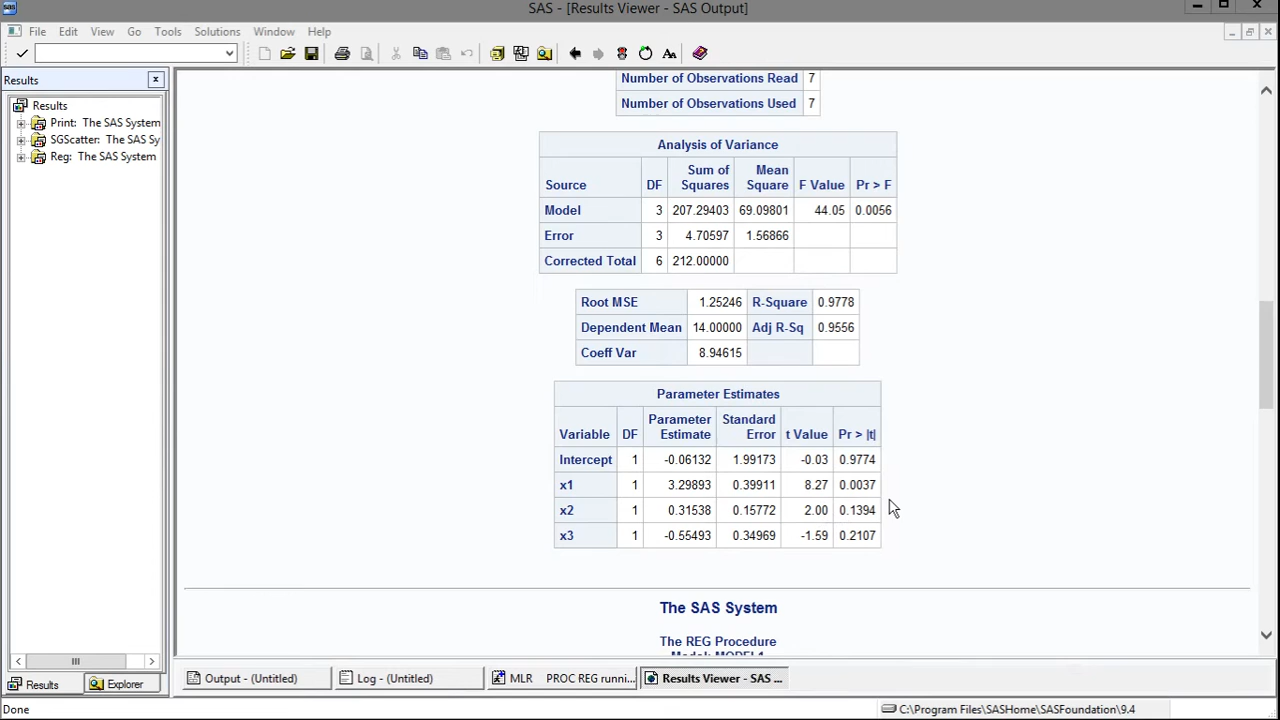 SAS - [Results Viewer - SAS Output]
File Edit View Go Tools Solutions Window Help
Results
Results
Print: The SAS System
SGScatter: The SAS Sy
Reg: The SAS System
Number of Observations Read 7
Number of Observations Used 7
Analysis of Variance
Source DF Sum of Squares Mean Square F Value Pr > F
Model 3 207.29403 69.09801 44.05 0.0056
Error 3 4.70597 1.56866
Corrected Total 6 212.00000
Root MSE 1.25246 R-Square 0.9778
Dependent Mean 14.00000 Adj R-Sq 0.9556
Coeff Var 8.94615
Parameter Estimates
Variable DF Parameter Estimate Standard Error t Value Pr > |t|
Intercept 1 -0.06132 1.99173 -0.03 0.9774
x1 1 3.29893 0.39911 8.27 0.0037
x2 1 0.31538 0.15772 2.00 0.1394
x3 1 -0.55493 0.34969 -1.59 0.2107
The SAS System
The REG Procedure
Model: MODEL1
Results Explorer
Output - (Untitled) Log - (Untitled) MLR PROC REG runni... Results Viewer - SAS ...
Done C:\Program Files\SASHome\SASFoundation\9.4